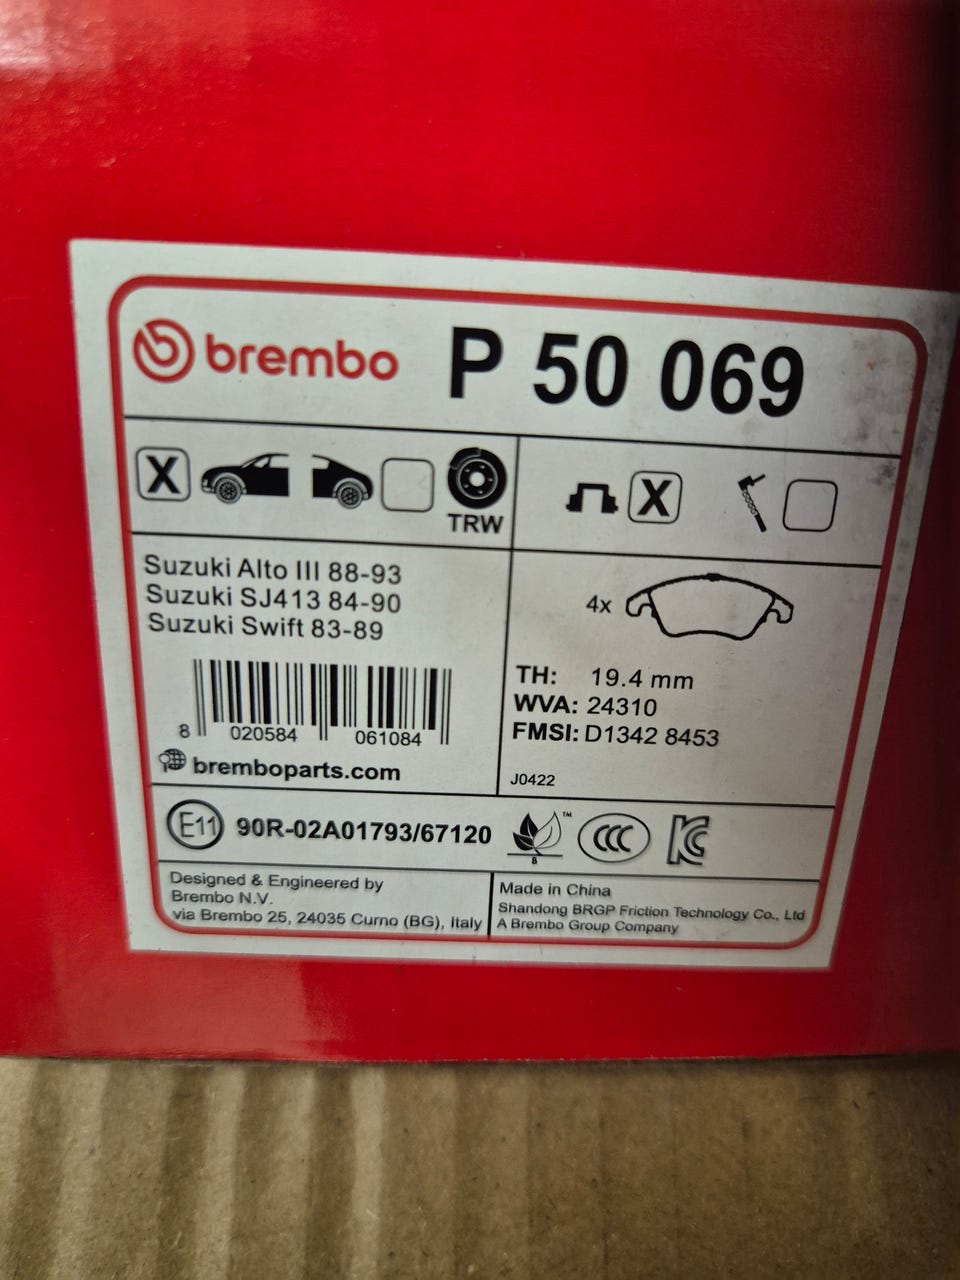 brembo P 50 069
X TRW X
Suzuki Alto III 88-93
Suzuki SJ413 84-90
Suzuki Swift 83-89
8 020584 061084
bremboparts.com
4x
TH: 19.4 mm
WVA: 24310
FMSI: D1342 8453
J0422
E11 90R-02A01793/67120 TM 8 CCC KC
Designed & Engineered by
Brembo N.V.
via Brembo 25, 24035 Curno (BG), Italy
Made in China
Shandong BRGP Friction Technology Co., Ltd
A Brembo Group Company